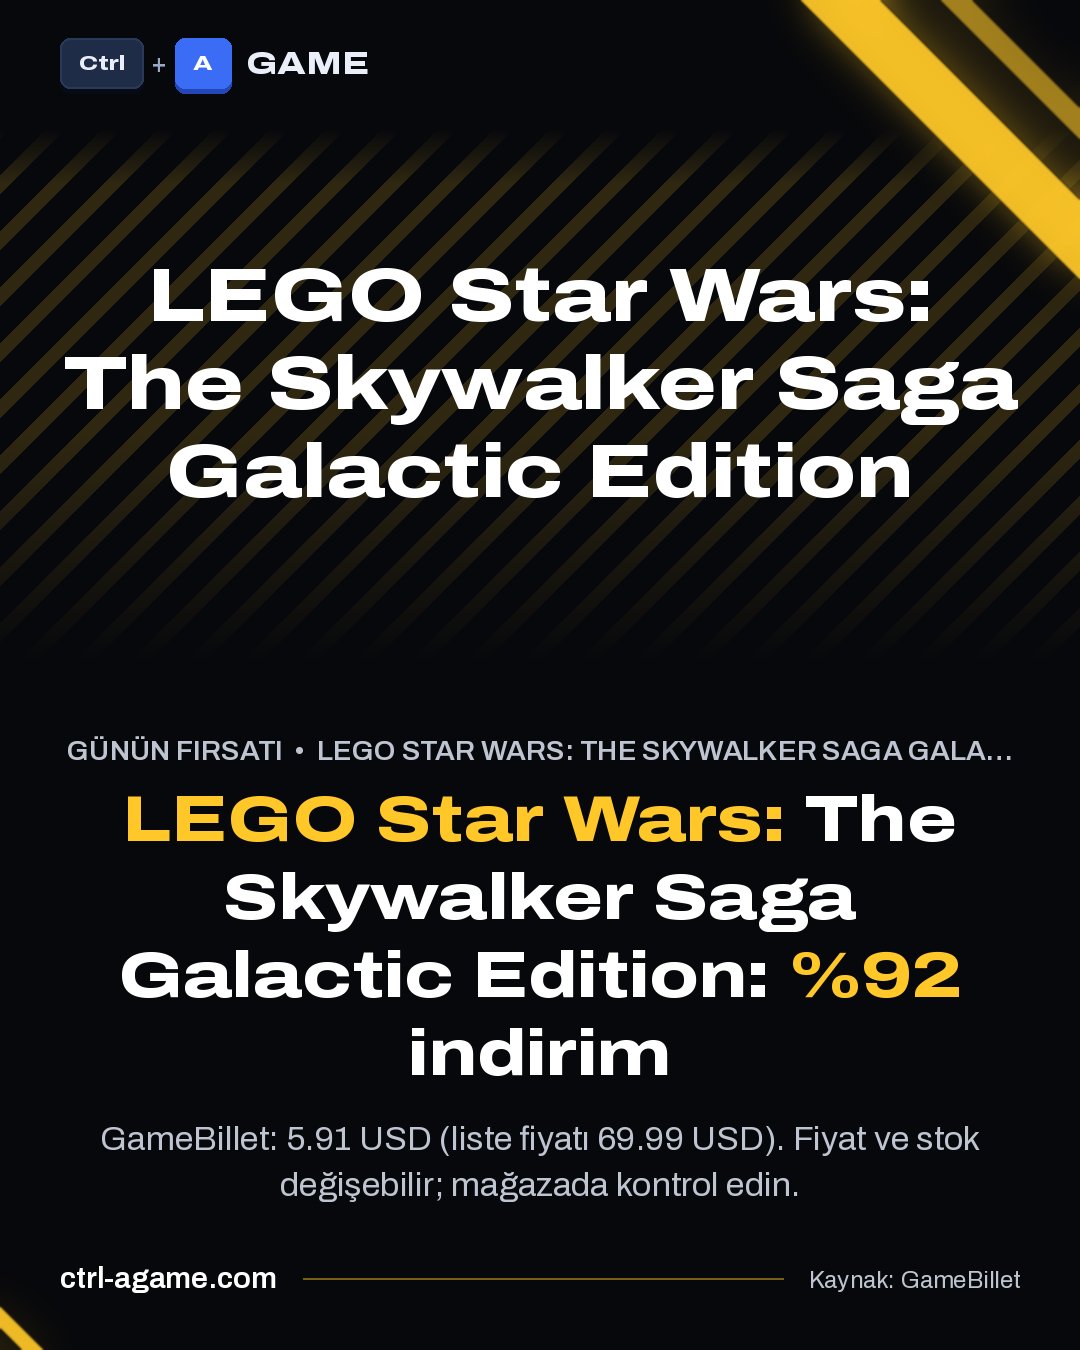 Ctrl + A GAME
LEGO Star Wars:
The Skywalker Saga
Galactic Edition
GÜNÜN FIRSATI • LEGO STAR WARS: THE SKYWALKER SAGA GALA...
LEGO Star Wars: The
Skywalker Saga
Galactic Edition: %92
indirim
GameBillet: 5.91 USD (liste fiyatı 69.99 USD). Fiyat ve stok
değişebilir; mağazada kontrol edin.
ctrl-agame.com
Kaynak: GameBillet